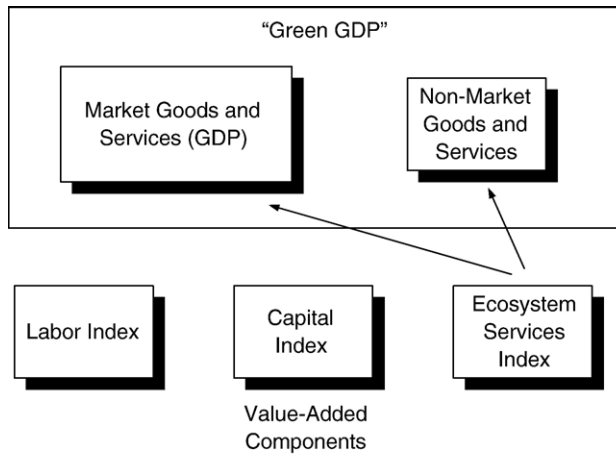 “Green GDP”
Market Goods and
Services (GDP)
Non-Market
Goods and
Services
Labor Index
Capital
Index
Ecosystem
Services
Index
Value-Added
Components